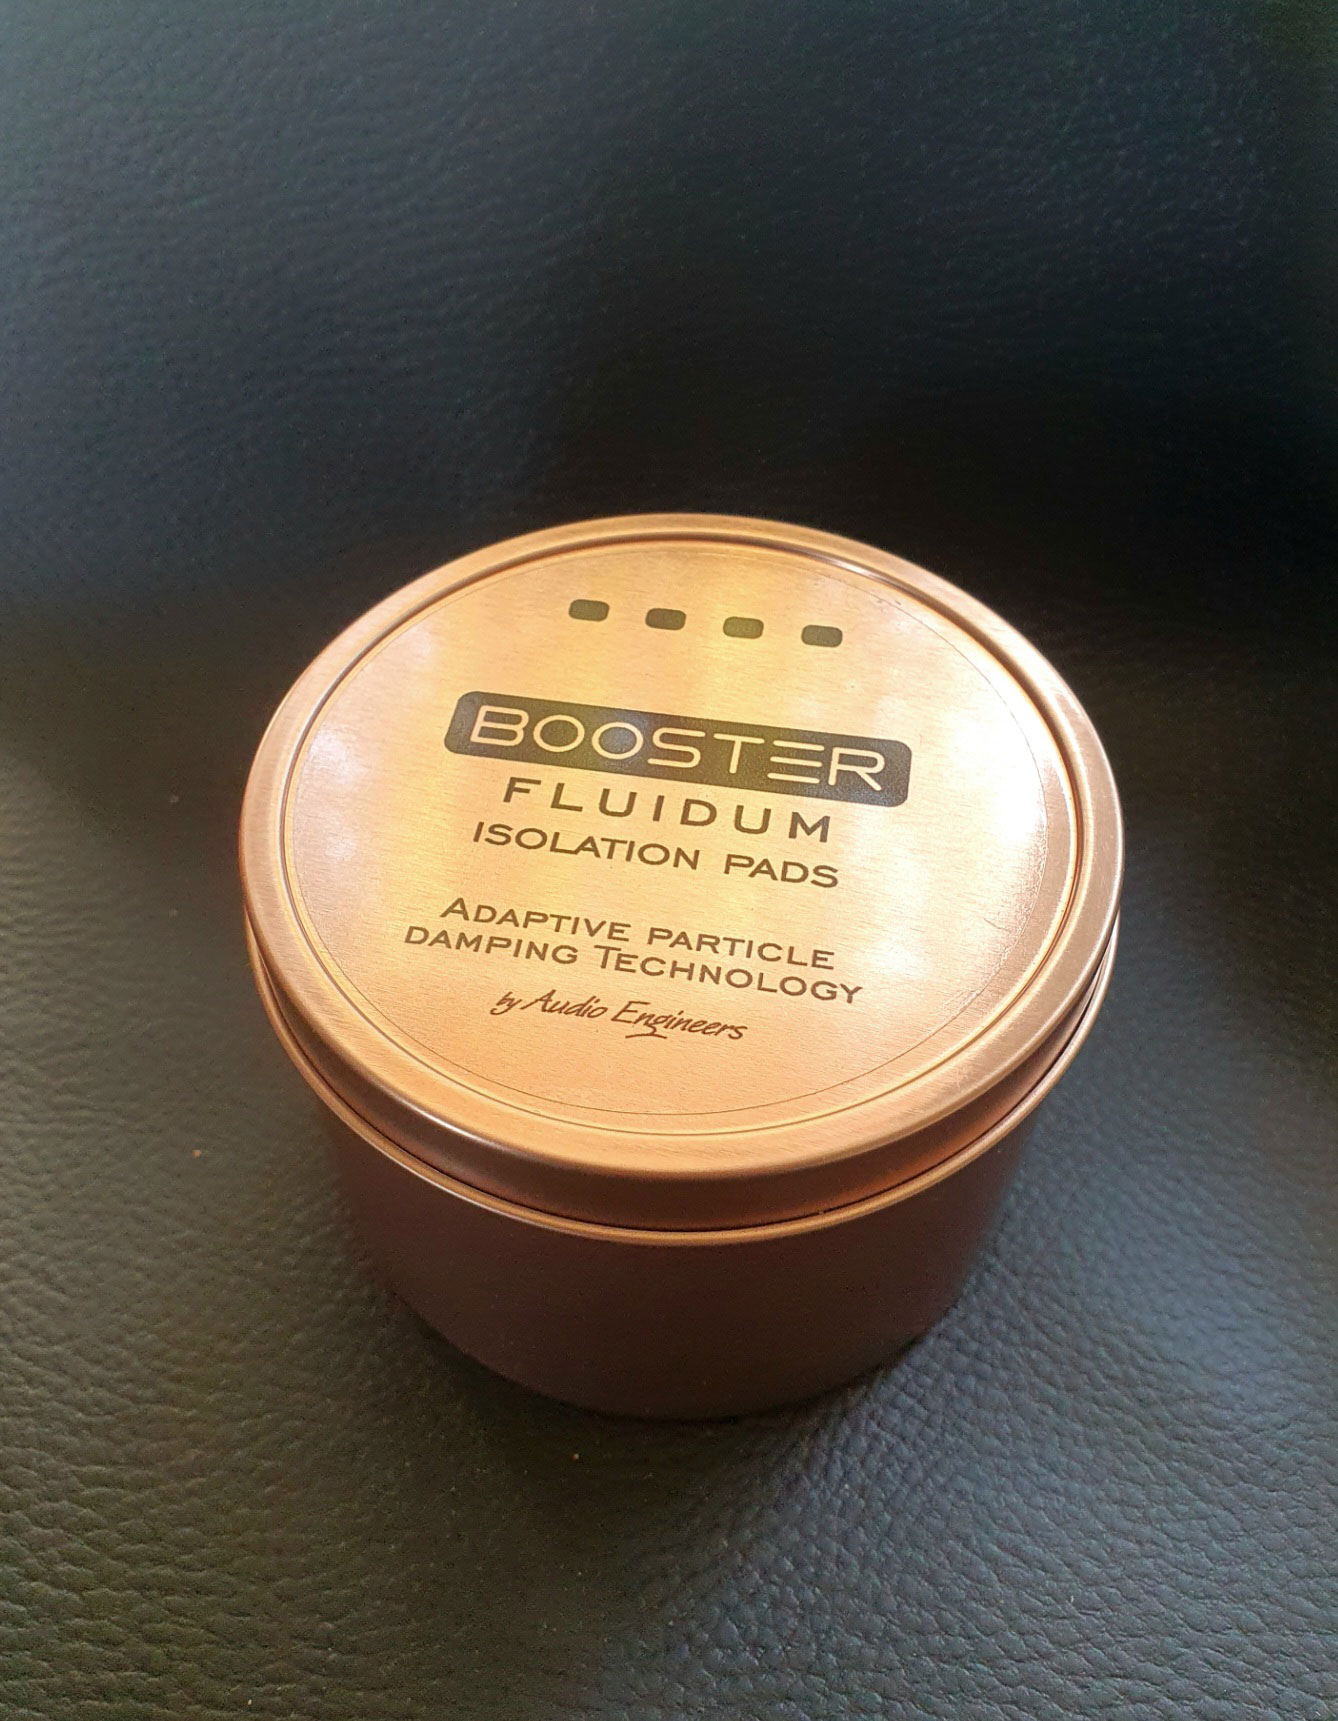 BOOSTER
FLUIDUM
ISOLATION PADS
ADAPTIVE PARTICLE
DAMPING TECHNOLOGY
by Audio Engineers